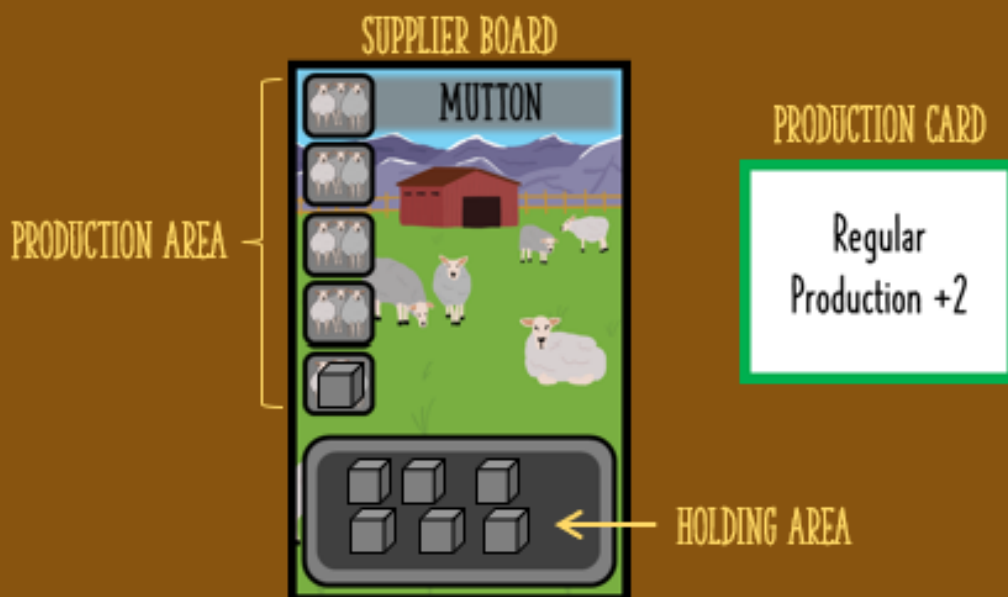 SUPPLIER BOARD
MUTTON
PRODUCTION AREA
PRODUCTION CARD
Regular
Production +2
HOLDING AREA